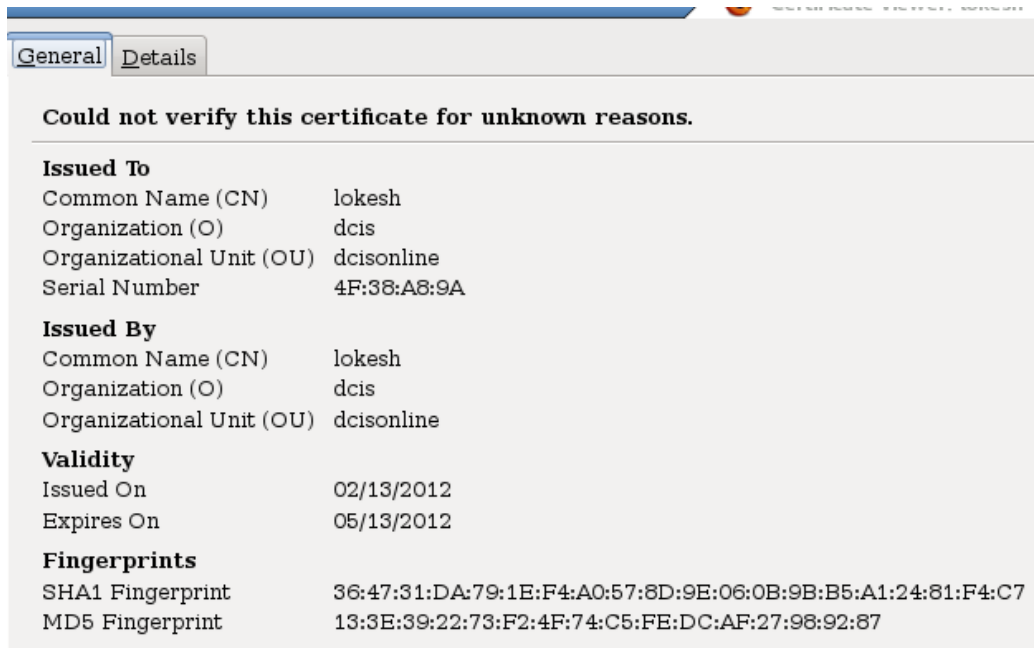 Certificate Viewer: lokesh
General Details
Could not verify this certificate for unknown reasons.
Issued To
Common Name (CN) lokesh
Organization (O) dcis
Organizational Unit (OU) dcisonline
Serial Number 4F:38:A8:9A
Issued By
Common Name (CN) lokesh
Organization (O) dcis
Organizational Unit (OU) dcisonline
Validity
Issued On 02/13/2012
Expires On 05/13/2012
Fingerprints
SHA1 Fingerprint 36:47:31:DA:79:1E:F4:A0:57:8D:9E:06:0B:9B:B5:A1:24:81:F4:C7
MD5 Fingerprint 13:3E:39:22:73:F2:4F:74:C5:FE:DC:AF:27:98:92:87